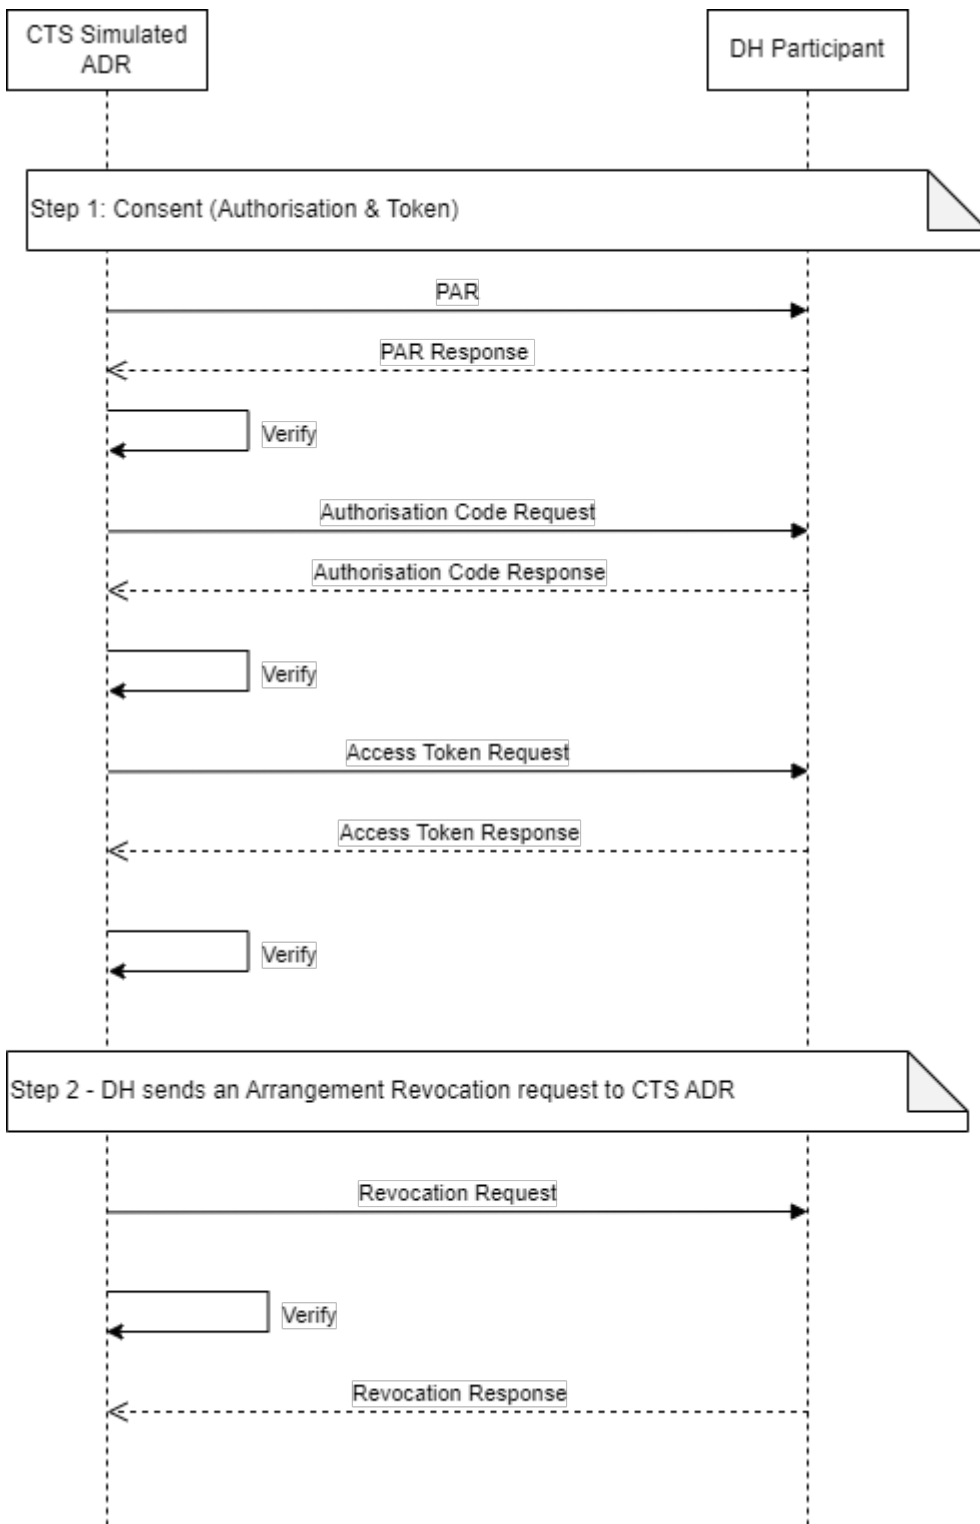 CTS Simulated
ADR
DH Participant
Step 1: Consent (Authorisation & Token)
PAR
PAR Response
Verify
Authorisation Code Request
Authorisation Code Response
Verify
Access Token Request
Access Token Response
Verify
Step 2 - DH sends an Arrangement Revocation request to CTS ADR
Revocation Request
Verify
Revocation Response